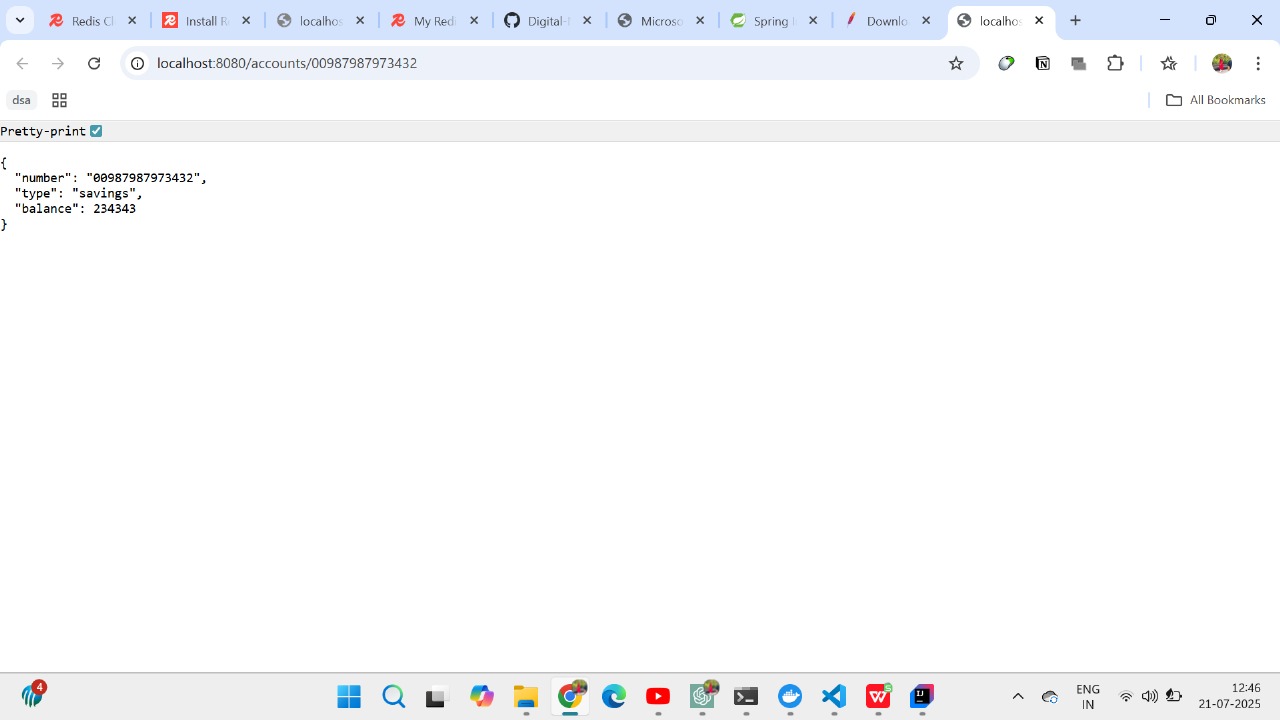 Redis Cl
Install R
localhos
My Redi
Digital-
Microso
Spring
Downlo
localhos
localhost:8080/accounts/00987987973432
dsa
All Bookmarks
Pretty-print
{
"number": "00987987973432",
"type": "savings",
"balance": 234343
}
4
ENG
IN
12:46
21-07-2025